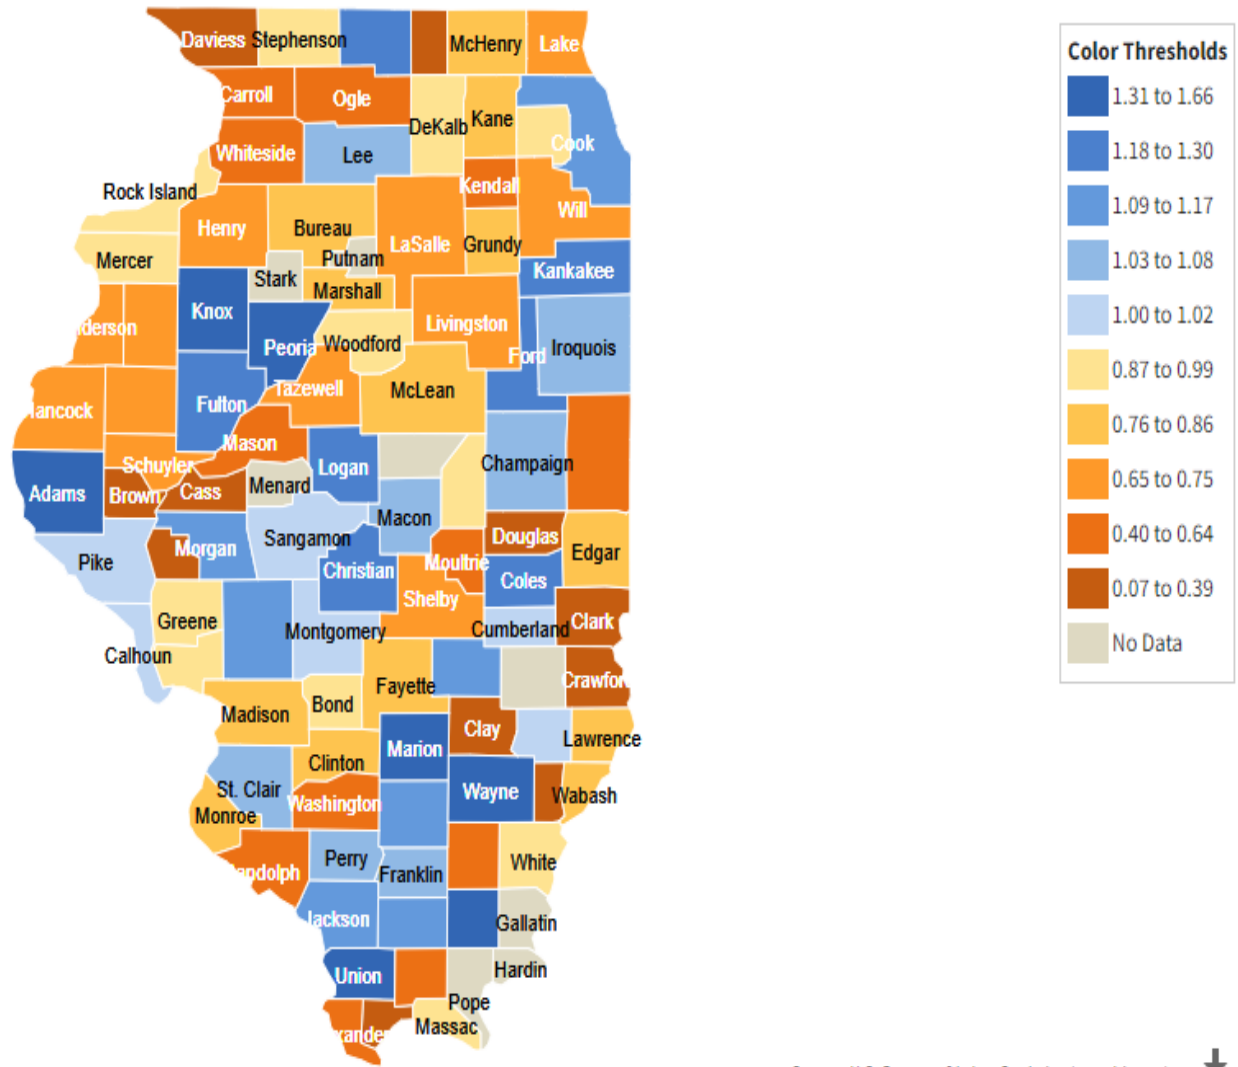 Daviess
Stephenson
McHenry
Lake
Carroll
Ogle
DeKalb
Kane
Cook
Whiteside
Lee
Kendall
Rock Island
Will
Henry
Bureau
LaSalle
Grundy
Mercer
Putnam
Kankakee
Stark
Marshall
Knox
Livingston
derson
Peoria
Woodford
Ford
Iroquois
Tazewell
McLean
Fulton
ancock
Mason
Schuyler
Logan
Champaign
Adams
Brown
Cass
Menard
Macon
Sangamon
Douglas
Edgar
Pike
Morgan
Christian
Moultrie
Coles
Shelby
Greene
Montgomery
Cumberland
Clark
Calhoun
Crawfor
Fayette
Bond
Madison
Clay
Lawrence
Marion
Clinton
St. Clair
Washington
Wayne
Wabash
Monroe
Perry
Franklin
White
andolph
Jackson
Gallatin
Union
Hardin
Pope
Massac
xander
Color Thresholds
1.31 to 1.66
1.18 to 1.30
1.09 to 1.17
1.03 to 1.08
1.00 to 1.02
0.87 to 0.99
0.76 to 0.86
0.65 to 0.75
0.40 to 0.64
0.07 to 0.39
No Data